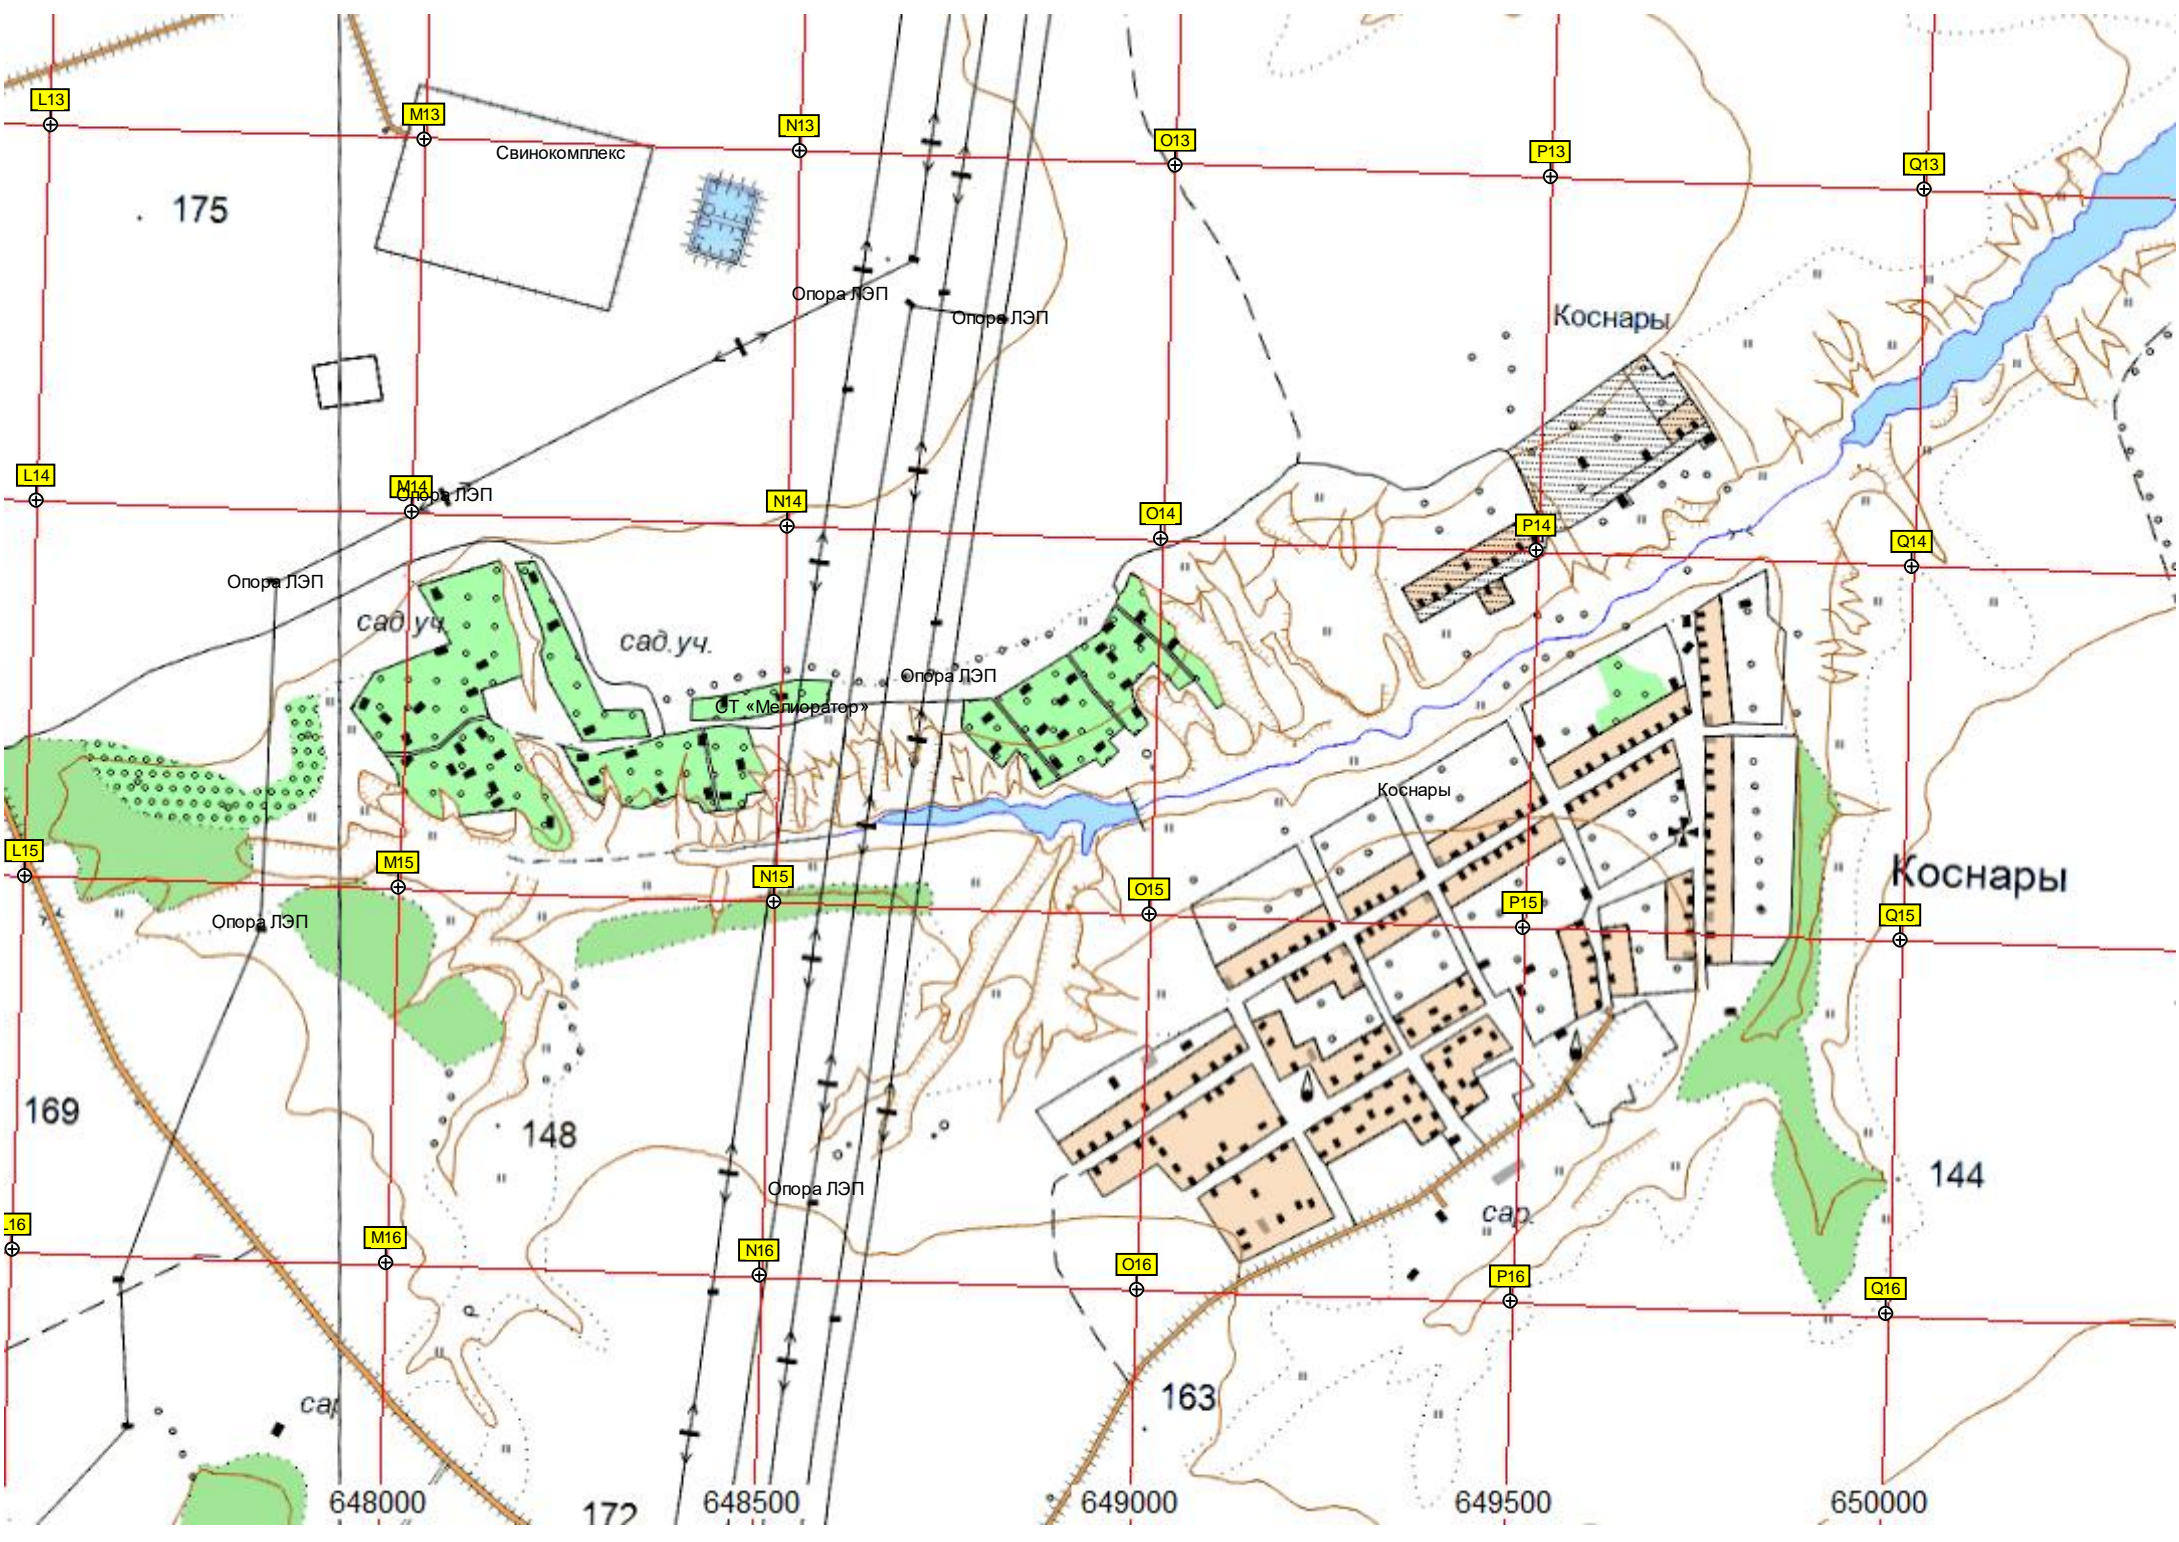 L13
M13
N13
O13
P13
Q13
Свинокомплекс
175
Опора ЛЭП
Опора ЛЭП
Коснары
L14
M14
Опора ЛЭП
N14
O14
P14
Q14
Опора ЛЭП
сад.уч.
сад.уч.
Опора ЛЭП
СТ «Мелиоратор»
Коснары
L15
M15
N15
O15
P15
Q15
Коснары
Опора ЛЭП
169
148
144
Опора ЛЭП
сар.
L16
M16
N16
O16
P16
Q16
163
сар
648000
648500
649000
649500
650000
172